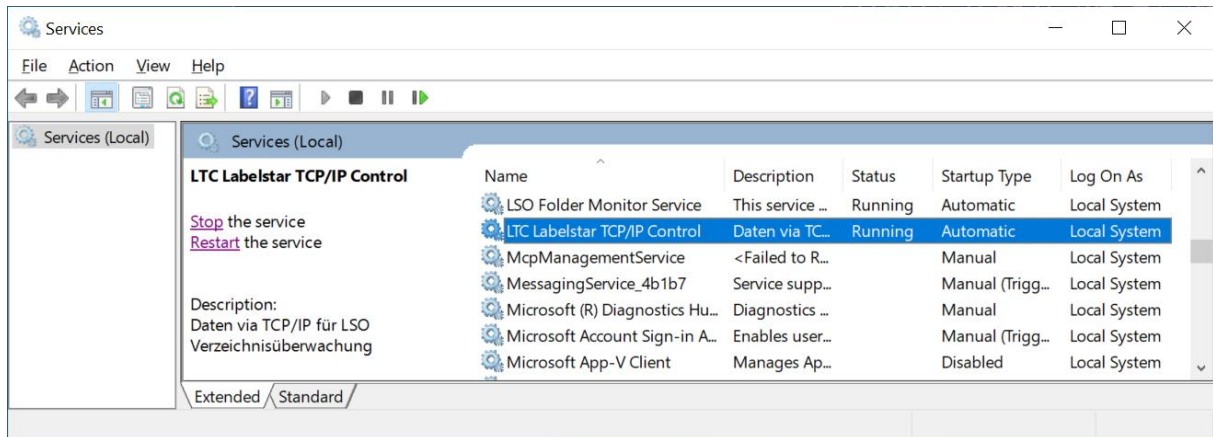 Services
File Action View Help
Services (Local)
Services (Local)
LTC Labelstar TCP/IP Control
Stop the service
Restart the service
Description:
Daten via TCP/IP für LSO
Verzeichnisüberwachung
Name Description Status Startup Type Log On As
LSO Folder Monitor Service This service ... Running Automatic Local System
LTC Labelstar TCP/IP Control Daten via TC... Running Automatic Local System
McpManagementService <Failed to R... Manual Local System
MessagingService_4b1b7 Service supp... Manual (Trigg... Local System
Microsoft (R) Diagnostics Hu... Diagnostics ... Manual Local System
Microsoft Account Sign-in A... Enables user... Manual (Trigg... Local System
Microsoft App-V Client Manages Ap... Disabled Local System
Extended Standard